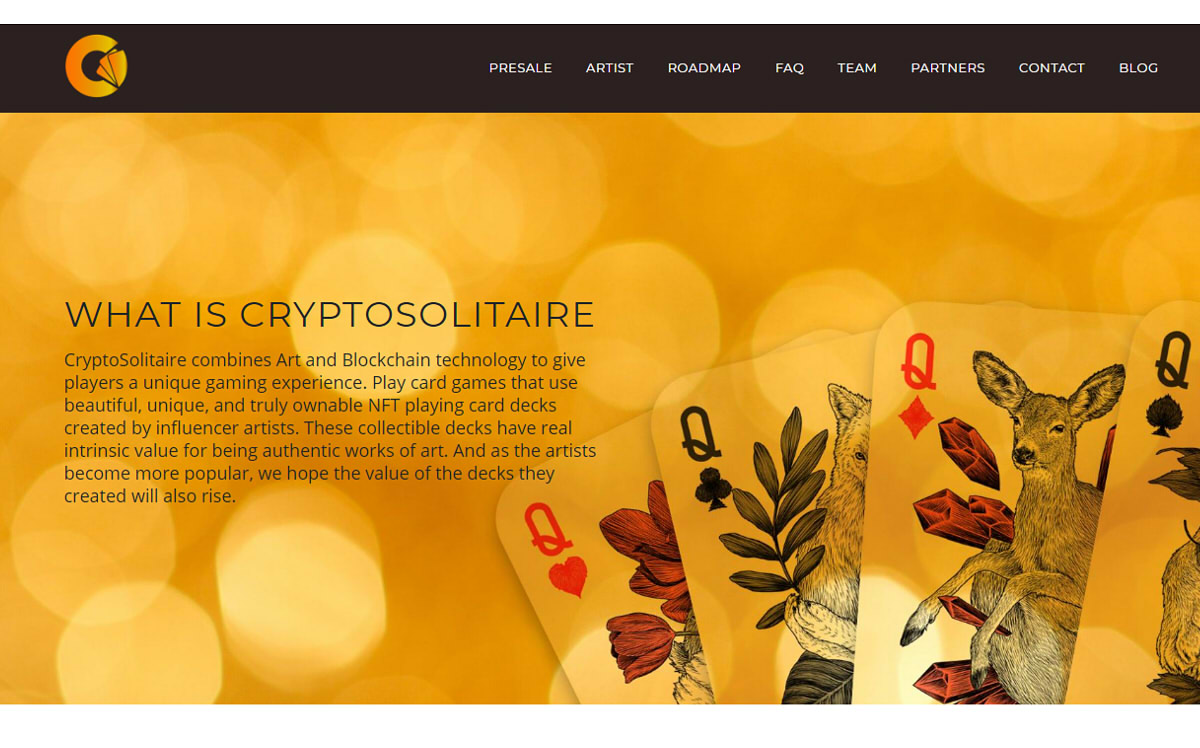 PRESALE ARTIST ROADMAP FAQ TEAM PARTNERS CONTACT BLOG
WHAT IS CRYPTOSOLITAIRE
CryptoSolitaire combines Art and Blockchain technology to give
players a unique gaming experience. Play card games that use
beautiful, unique, and truly ownable NFT playing card decks
created by influencer artists. These collectible decks have real
intrinsic value for being authentic works of art. And as the artists
become more popular, we hope the value of the decks they
created will also rise.
Q
Q
Q
Q